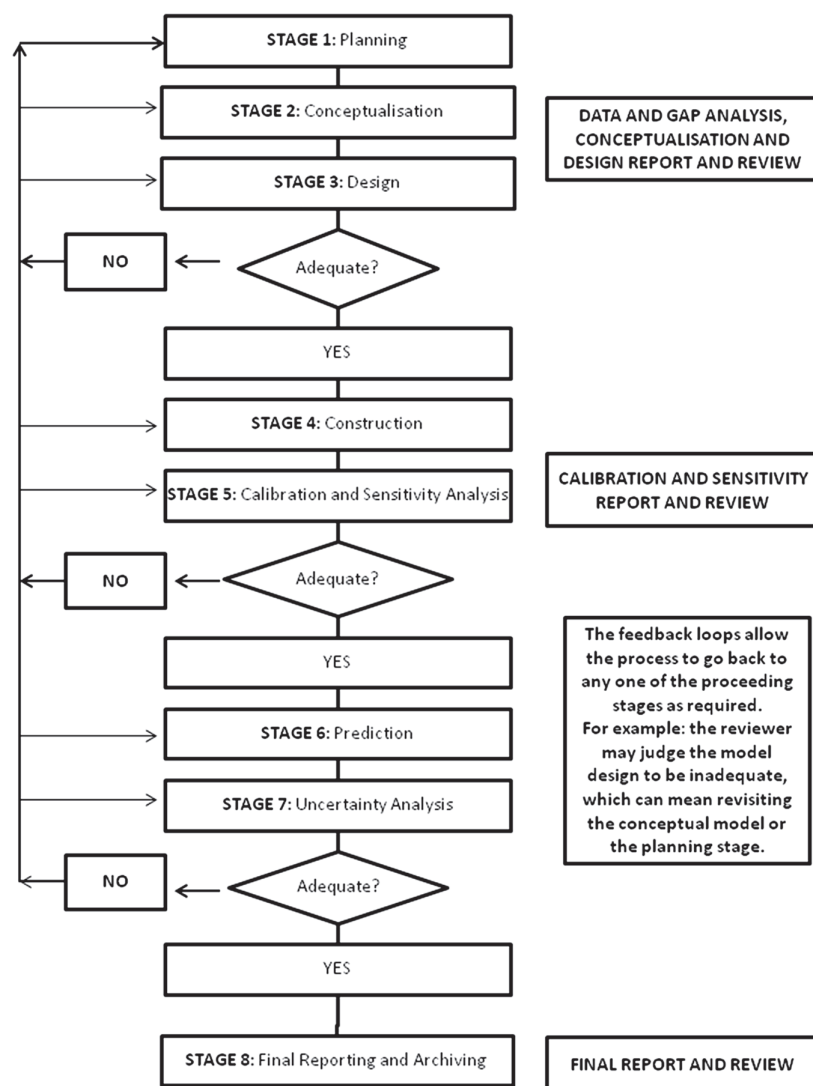 STAGE 1: Planning
STAGE 2: Conceptualisation
DATA AND GAP ANALYSIS,
CONCEPTUALISATION AND
DESIGN REPORT AND REVIEW
STAGE 3: Design
NO
Adequate?
YES
STAGE 4: Construction
STAGE 5: Calibration and Sensitivity Analysis
CALIBRATION AND SENSITIVITY
REPORT AND REVIEW
NO
Adequate?
YES
The feedback loops allow
the process to go back to
any one of the proceeding
stages as required.
For example: the reviewer
may judge the model
design to be inadequate,
which can mean revisiting
the conceptual model or
the planning stage.
STAGE 6: Prediction
STAGE 7: Uncertainty Analysis
NO
Adequate?
YES
STAGE 8: Final Reporting and Archiving
FINAL REPORT AND REVIEW